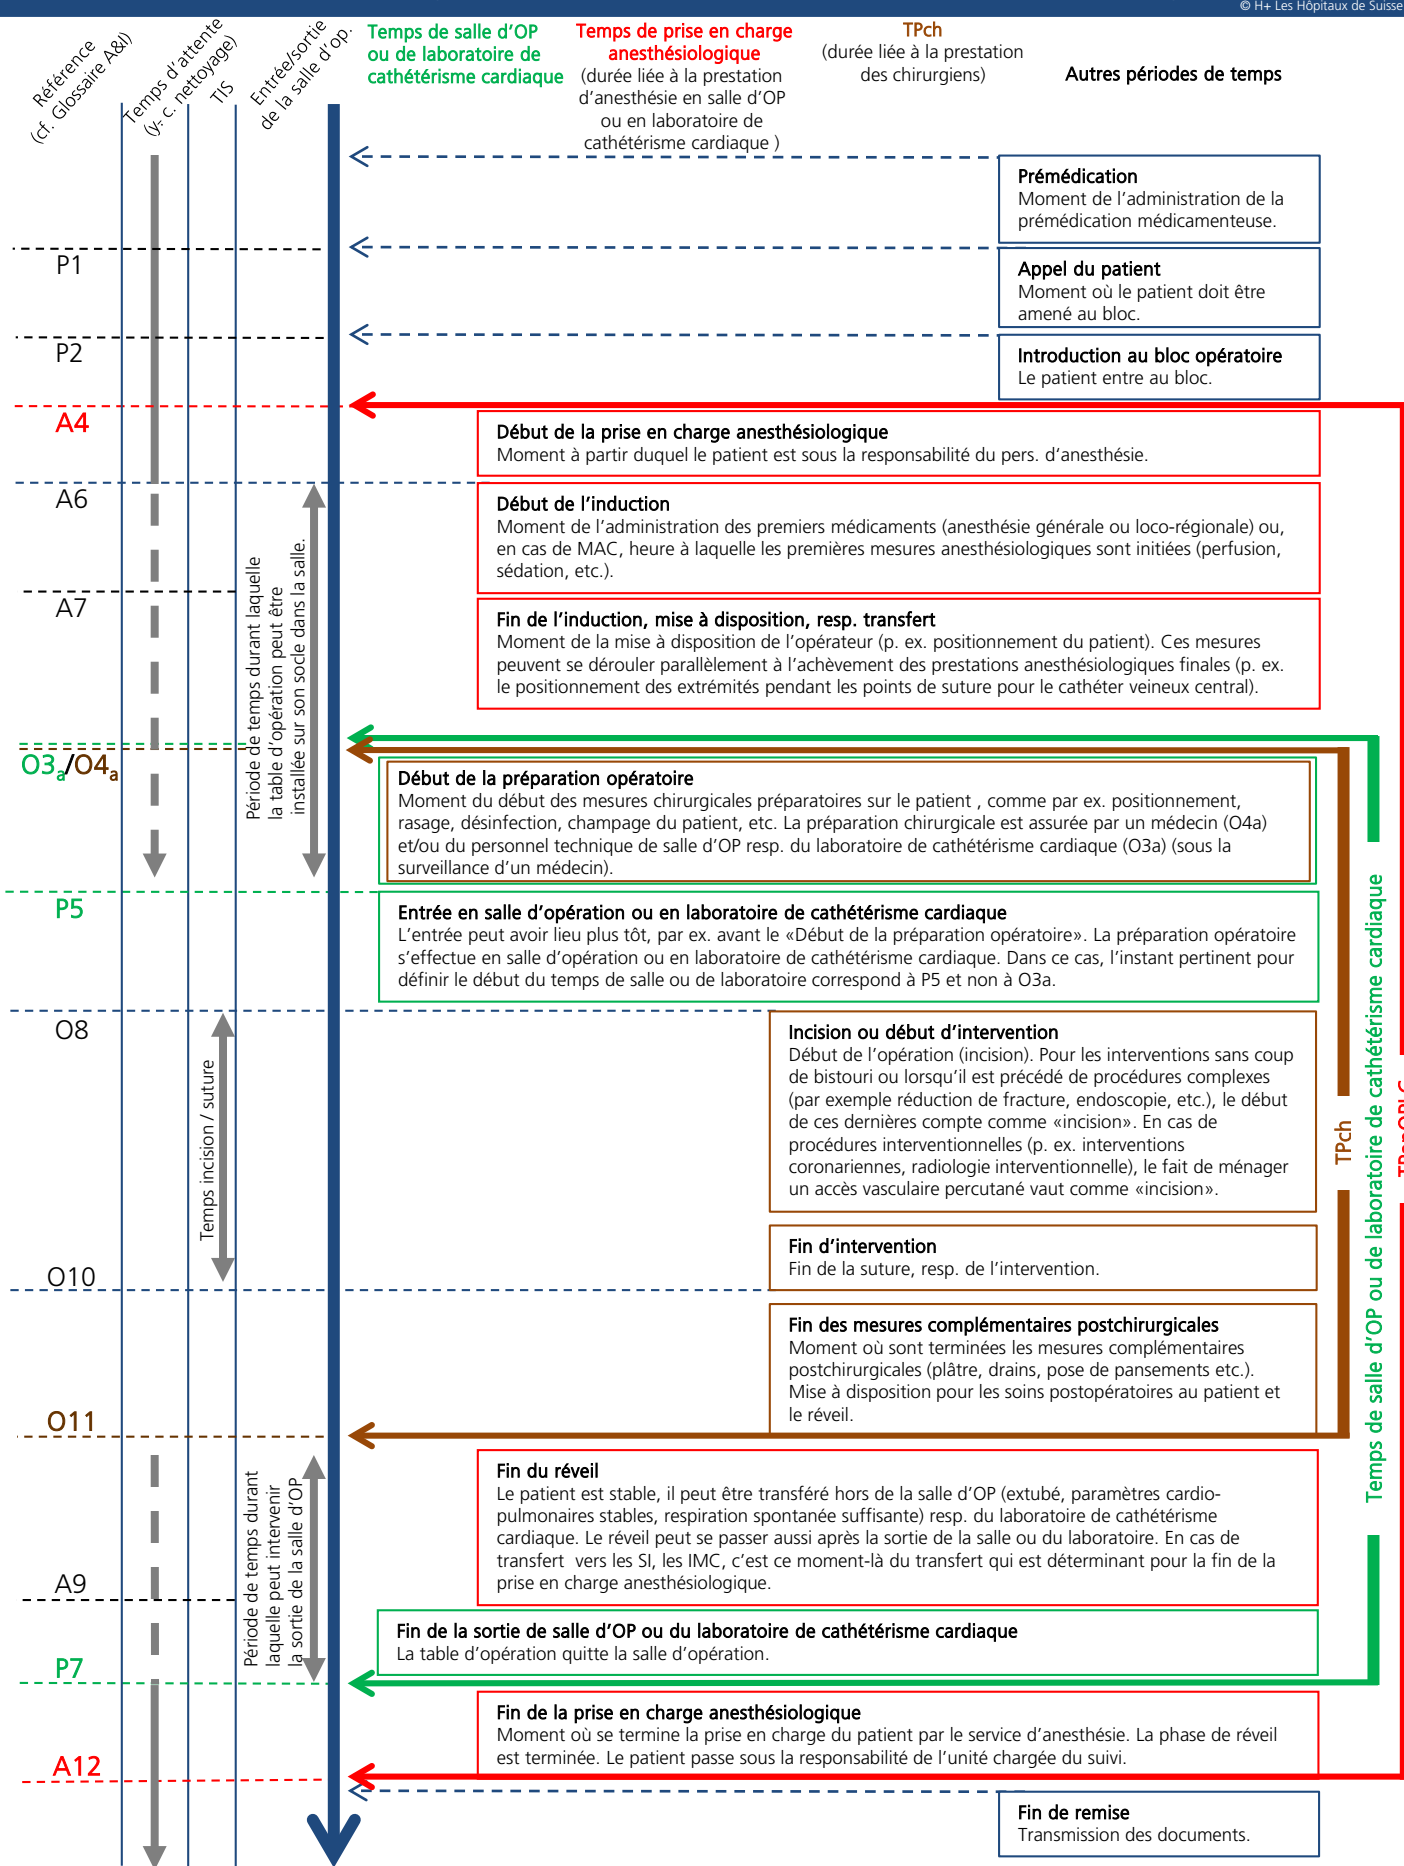 © H+ Les Hôpitaux de Suisse
Référence
(cf. Glossaire A&I)
Temps d'attente
(y- c. nettoyage)
TIS
Entrée/sortie
de la salle d'op.
Temps de salle d'OP
ou de laboratoire de
cathétérisme cardiaque
Temps de prise en charge
anesthésiologique
(durée liée à la prestation
d'anesthésie en salle d'OP
ou en laboratoire de
cathétérisme cardiaque )
TPch
(durée liée à la prestation
des chirurgiens)
Autres périodes de temps
Prémédication
Moment de l'administration de la
prémédication médicamenteuse.
P1
Appel du patient
Moment où le patient doit être
amené au bloc.
P2
Introduction au bloc opératoire
Le patient entre au bloc.
A4
Début de la prise en charge anesthésiologique
Moment à partir duquel le patient est sous la responsabilité du pers. d'anesthésie.
A6
Début de l'induction
Moment de l'administration des premiers médicaments (anesthésie générale ou loco-régionale) ou,
en cas de MAC, heure à laquelle les premières mesures anesthésiologiques sont initiées (perfusion,
sédation, etc.).
A7
Fin de l'induction, mise à disposition, resp. transfert
Moment de la mise à disposition de l'opérateur (p. ex. positionnement du patient). Ces mesures
peuvent se dérouler parallèlement à l'achèvement des prestations anesthésiologiques finales (p. ex.
le positionnement des extrémités pendant les points de suture pour le cathéter veineux central).
Période de temps durant laquelle
la table d'opération peut être
installée sur son socle dans la salle.
O3a/O4a
Début de la préparation opératoire
Moment du début des mesures chirurgicales préparatoires sur le patient , comme par ex. positionnement,
rasage, désinfection, champage du patient, etc. La préparation chirurgicale est assurée par un médecin (O4a)
et/ou du personnel technique de salle d'OP resp. du laboratoire de cathétérisme cardiaque (O3a) (sous la
surveillance d'un médecin).
P5
Entrée en salle d'opération ou en laboratoire de cathétérisme cardiaque
L'entrée peut avoir lieu plus tôt, par ex. avant le «Début de la préparation opératoire». La préparation opératoire
s'effectue en salle d'opération ou en laboratoire de cathétérisme cardiaque. Dans ce cas, l'instant pertinent pour
définir le début du temps de salle ou de laboratoire correspond à P5 et non à O3a.
O8
Temps incision / suture
Incision ou début d'intervention
Début de l'opération (incision). Pour les interventions sans coup
de bistouri ou lorsqu'il est précédé de procédures complexes
(par exemple réduction de fracture, endoscopie, etc.), le début
de ces dernières compte comme «incision». En cas de
procédures interventionnelles (p. ex. interventions
coronariennes, radiologie interventionnelle), le fait de ménager
un accès vasculaire percutané vaut comme «incision».
TPch
Temps de salle d'OP ou de laboratoire de cathétérisme cardiaque
Fin d'intervention
Fin de la suture, resp. de l'intervention.
O10
Fin des mesures complémentaires postchirurgicales
Moment où sont terminées les mesures complémentaires
postchirurgicales (plâtre, drains, pose de pansements etc.).
Mise à disposition pour les soins postopératoires au patient et
le réveil.
O11
Période de temps durant
laquelle peut intervenir
la sortie de la salle d'OP
Fin du réveil
Le patient est stable, il peut être transféré hors de la salle d'OP (extubé, paramètres cardio-
pulmonaires stables, respiration spontanée suffisante) resp. du laboratoire de cathétérisme
cardiaque. Le réveil peut se passer aussi après la sortie de la salle ou du laboratoire. En cas de
transfert  vers les SI, les IMC, c'est ce moment-là du transfert qui est déterminant pour la fin de la
prise en charge anesthésiologique.
A9
Fin de la sortie de salle d'OP ou du laboratoire de cathétérisme cardiaque
La table d'opération quitte la salle d'opération.
P7
Fin de la prise en charge anesthésiologique
Moment où se termine la prise en charge du patient par le service d'anesthésie. La phase de réveil
est terminée. Le patient passe sous la responsabilité de l'unité chargée du suivi.
A12
Fin de remise
Transmission des documents.